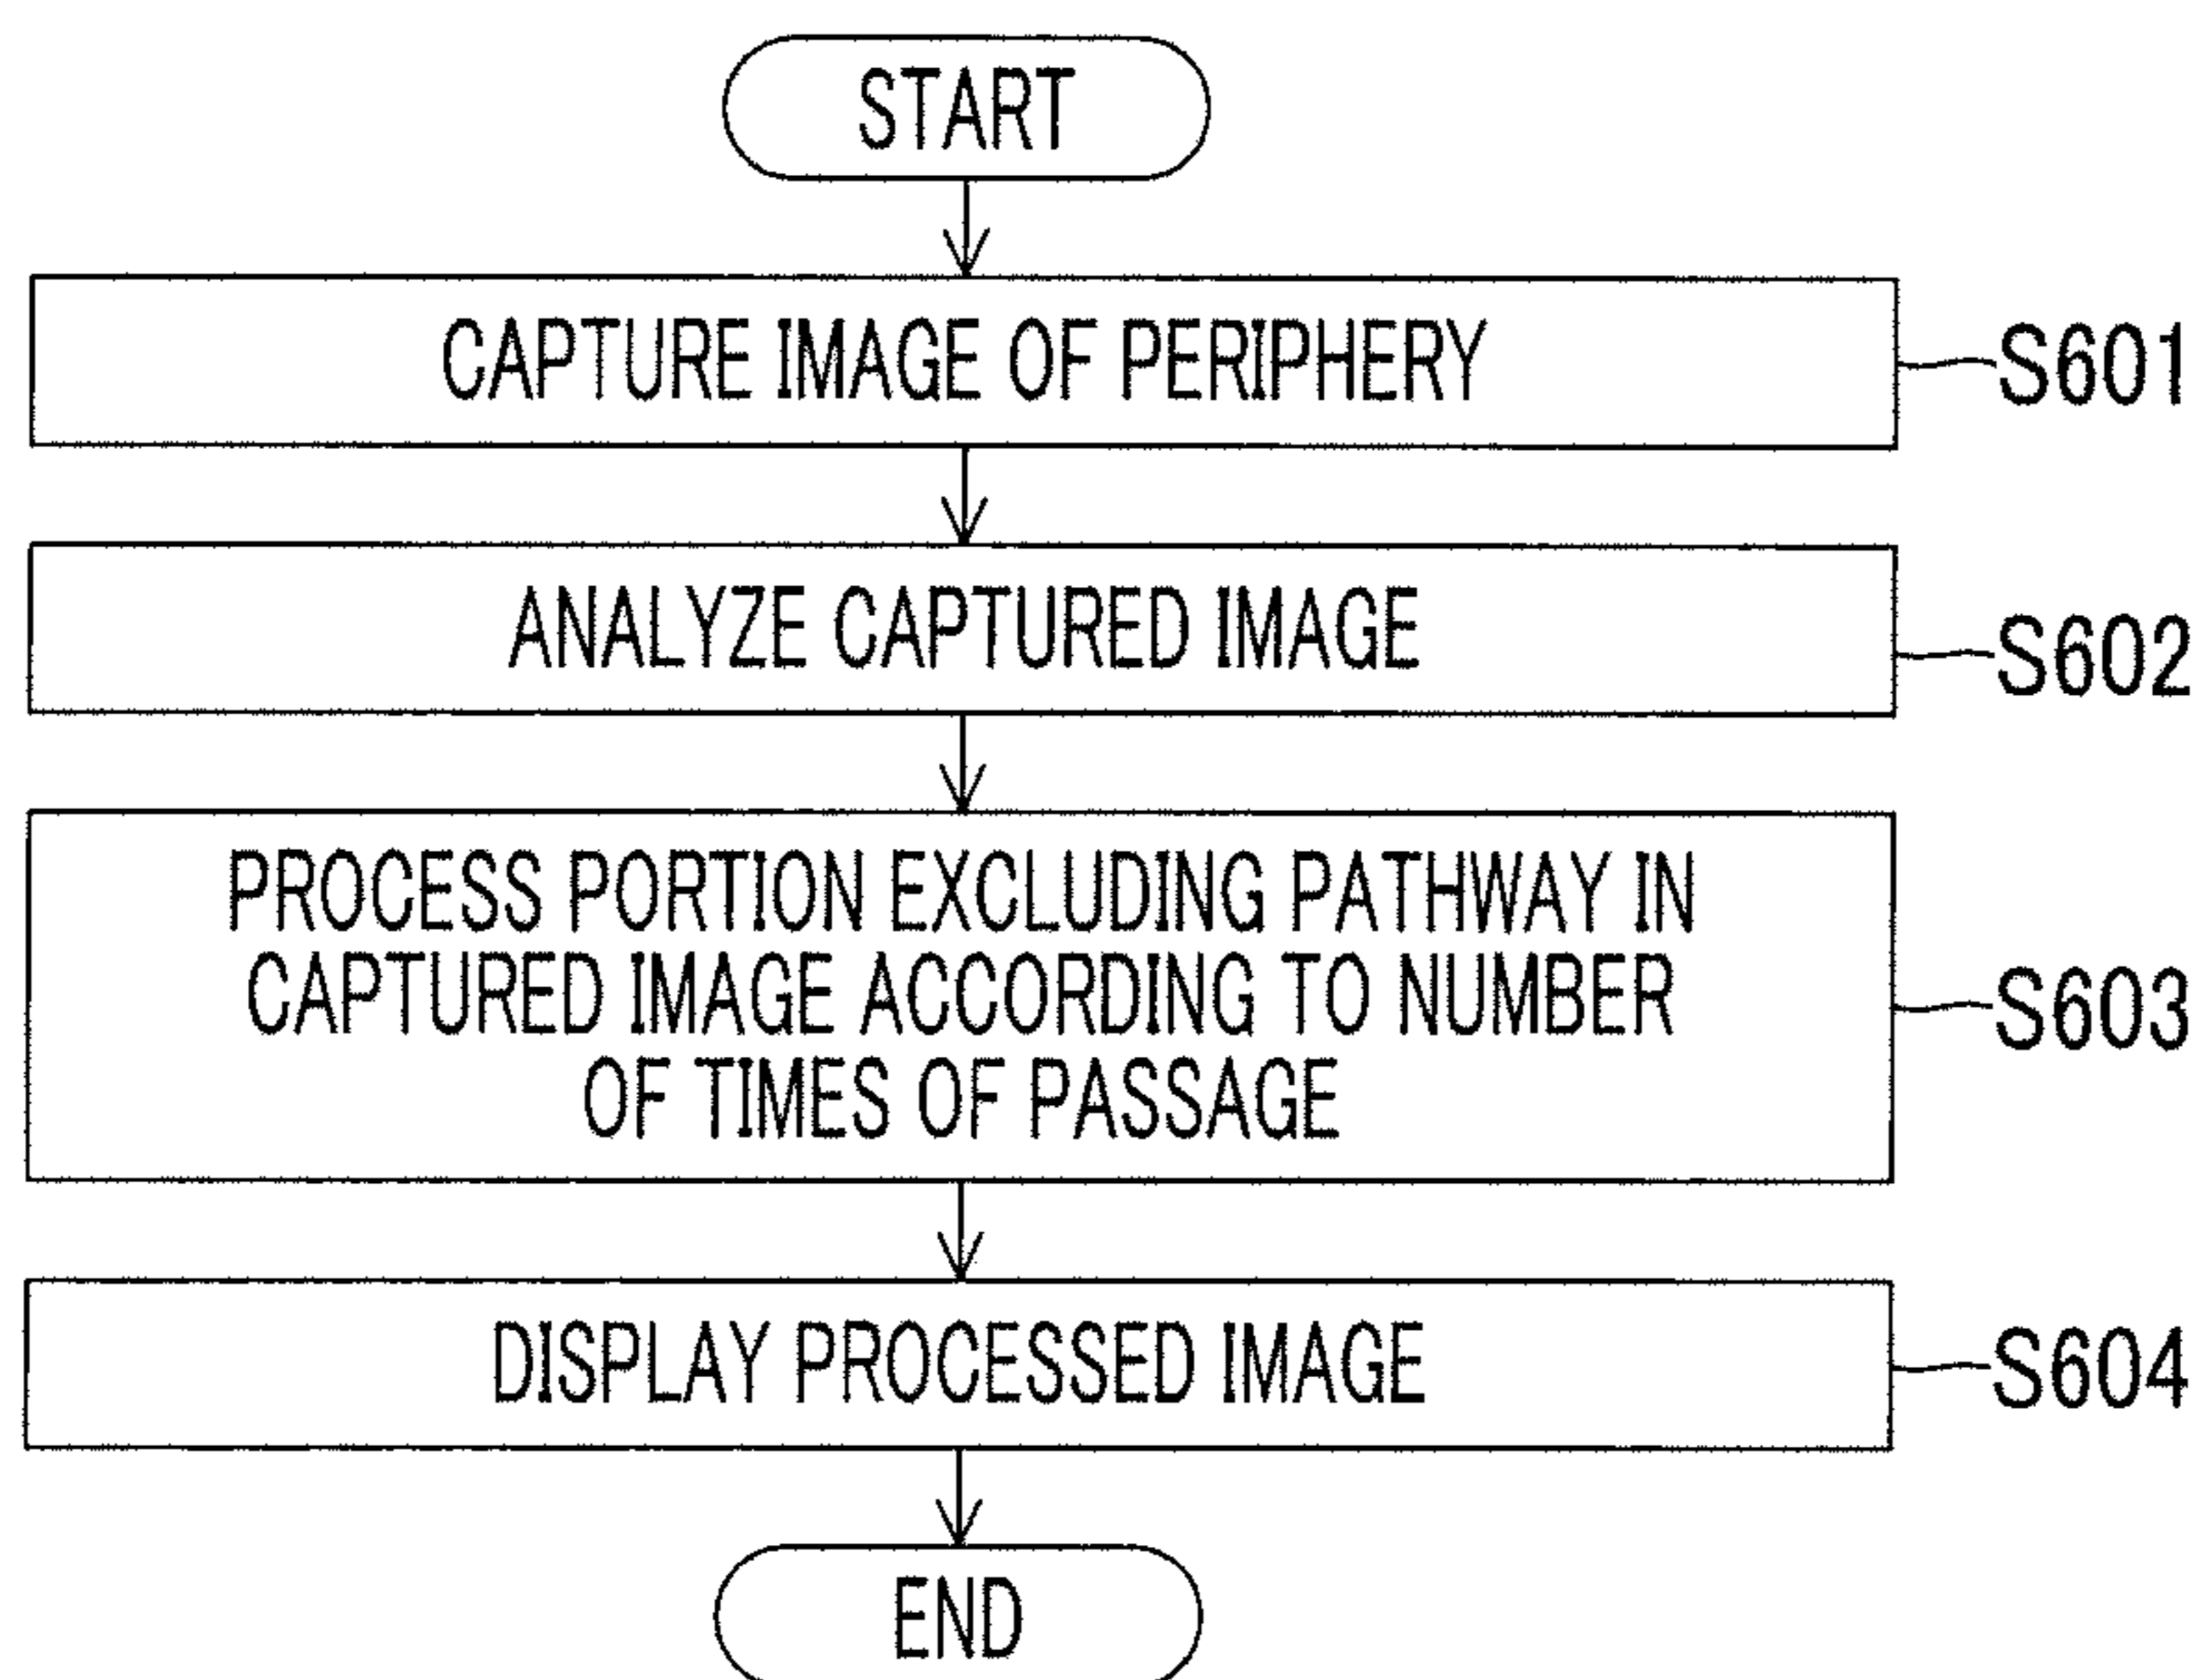 START
CAPTURE IMAGE OF PERIPHERY
S601
ANALYZE CAPTURED IMAGE
S602
PROCESS PORTION EXCLUDING PATHWAY IN
CAPTURED IMAGE ACCORDING TO NUMBER
OF TIMES OF PASSAGE
S603
DISPLAY PROCESSED IMAGE
S604
END